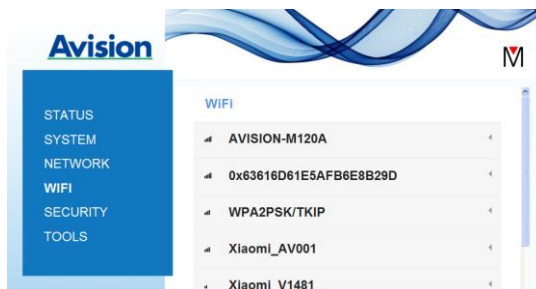 Avision
M
STATUS
SYSTEM
NETWORK
WIFI
SECURITY
TOOLS
WiFi
AVISION-M120A
0x63616D61E5AFB6E8B29D
WPA2PSK/TKIP
Xiaomi_AV001
Xiaomi_V1481